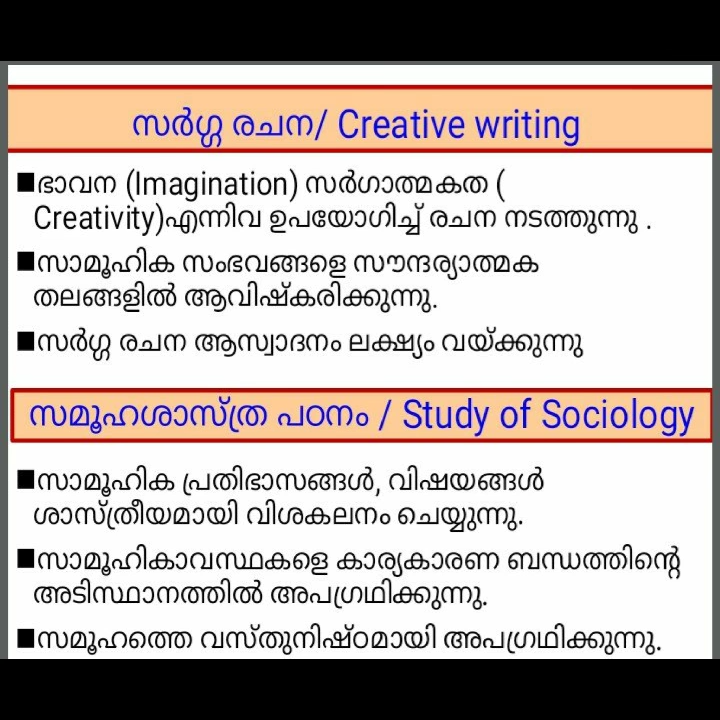 സർഗ്ഗ രചന/ Creative writing
■ഭാവന (Imagination) സർഗാത്മകത (
Creativity)എന്നിവ ഉപയോഗിച്ച് രചന നടത്തുന്നു .
■സാമൂഹിക സംഭവങ്ങളെ സൗന്ദര്യാത്മക
തലങ്ങളിൽ ആവിഷ്കരിക്കുന്നു.
■സർഗ്ഗ രചന ആസ്വാദനം ലക്ഷ്യം വയ്ക്കുന്നു
സമൂഹശാസ്ത്ര പഠനം / Study of Sociology
■സാമൂഹിക പ്രതിഭാസങ്ങൾ, വിഷയങ്ങൾ
ശാസ്ത്രീയമായി വിശകലനം ചെയ്യുന്നു.
■സാമൂഹികാവസ്ഥകളെ കാര്യകാരണ ബന്ധത്തിന്റെ
അടിസ്ഥാനത്തിൽ അപഗ്രഥിക്കുന്നു.
■സമൂഹത്തെ വസ്തുനിഷ്ഠമായി അപഗ്രഥിക്കുന്നു.